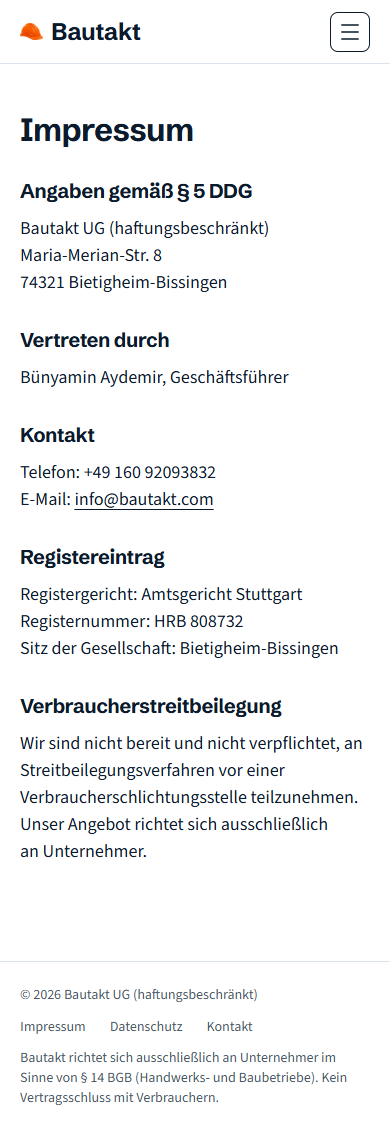 Bautakt
Impressum
Angaben gemäß § 5 DDG
Bautakt UG (haftungsbeschränkt)
Maria-Merian-Str. 8
74321 Bietigheim-Bissingen
Vertreten durch
Bünyamin Aydemir, Geschäftsführer
Kontakt
Telefon: +49 160 92093832
E-Mail: info@bautakt.com
Registereintrag
Registergericht: Amtsgericht Stuttgart
Registernummer: HRB 808732
Sitz der Gesellschaft: Bietigheim-Bissingen
Verbraucherstreitbeilegung
Wir sind nicht bereit und nicht verpflichtet, an
Streitbeilegungsverfahren vor einer
Verbraucherschlichtungsstelle teilzunehmen.
Unser Angebot richtet sich ausschließlich
an Unternehmer.
© 2026 Bautakt UG (haftungsbeschränkt)
Impressum Datenschutz Kontakt
Bautakt richtet sich ausschließlich an Unternehmer im
Sinne von § 14 BGB (Handwerks- und Baubetriebe). Kein
Vertragsschluss mit Verbrauchern.